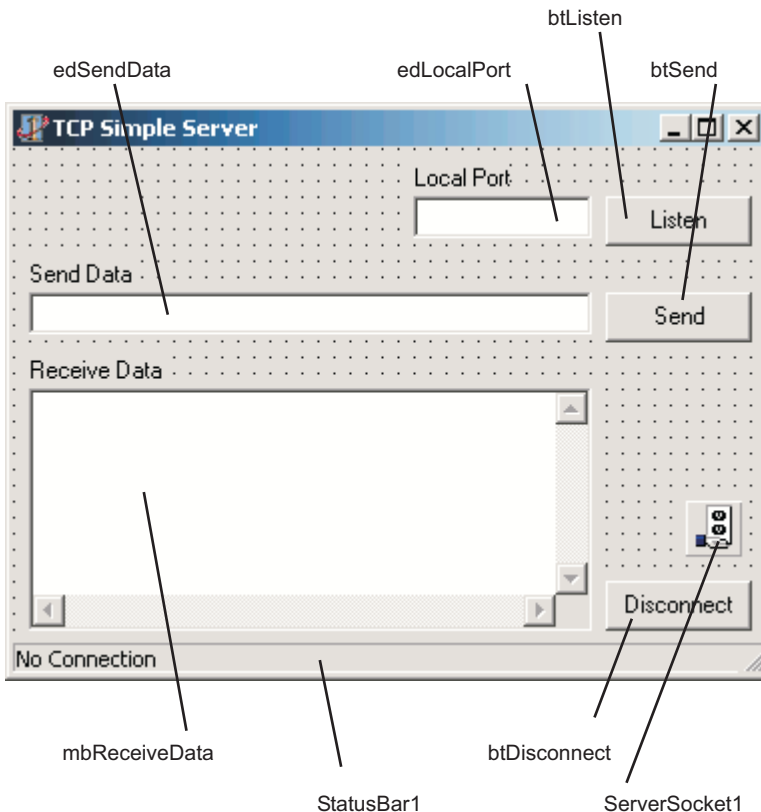 btListen
edSendData
edLocalPort
btSend
TCP Simple Server
Local Port
Listen
Send Data
Send
Receive Data
Disconnect
No Connection
mbReceiveData
btDisconnect
StatusBar1
ServerSocket1